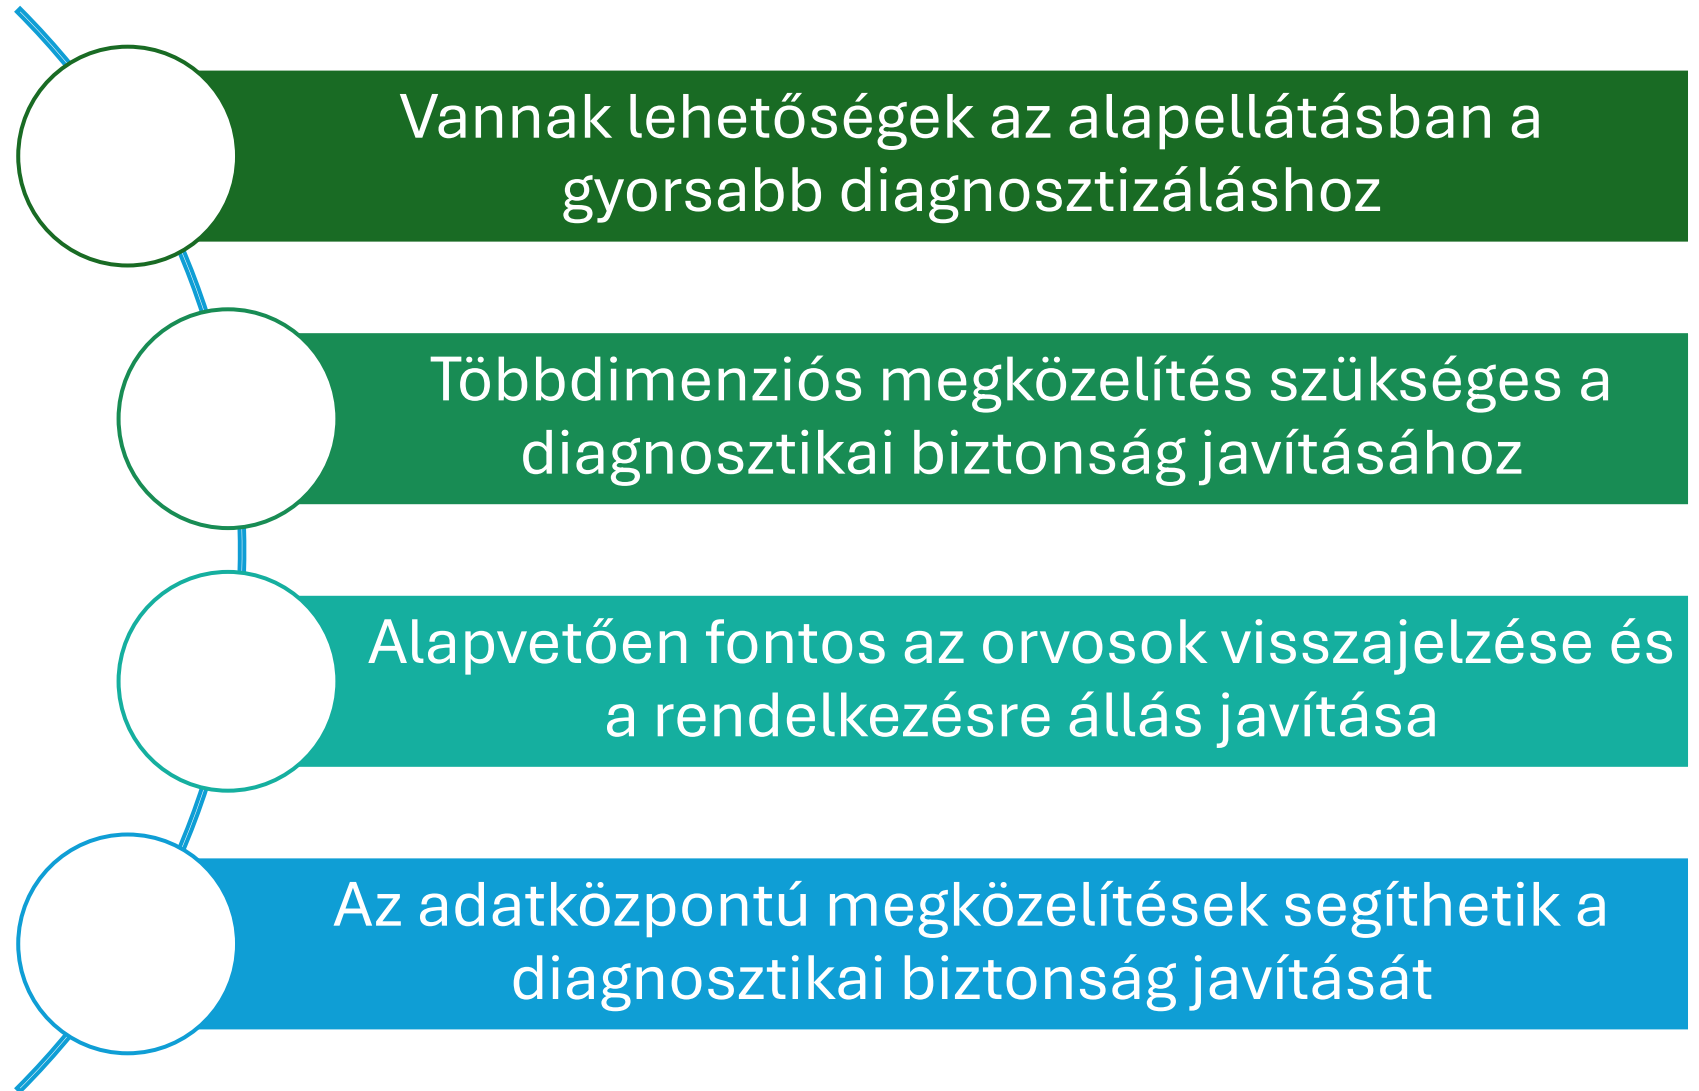 Vannak lehetőségek az alapellátásban a
gyorsabb diagnosztizáláshoz
Többdimenziós megközelítés szükséges a
diagnosztikai biztonság javításához
Alapvetően fontos az orvosok visszajelzése és
a rendelkezésre állás javítása
Az adatközpontú megközelítések segíthetik a
diagnosztikai biztonság javítását